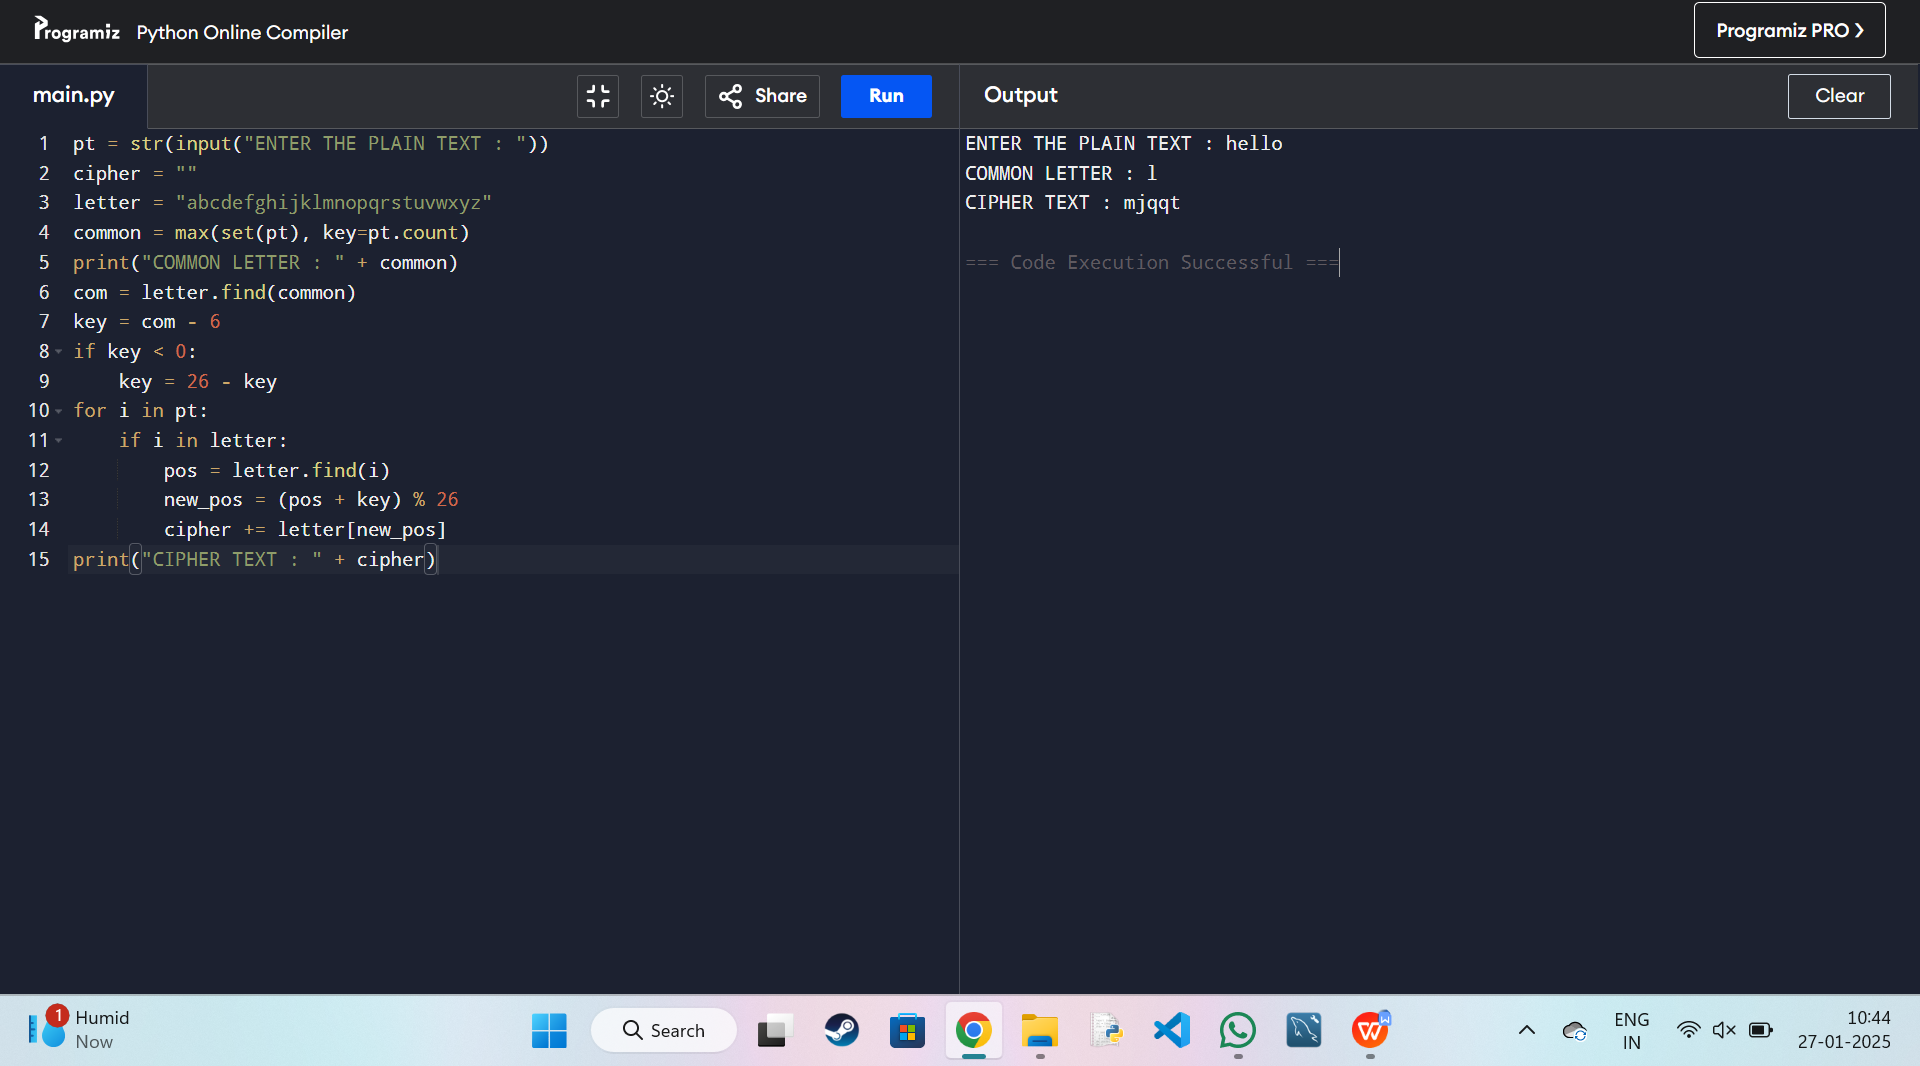 Programiz Python Online Compiler
Programiz PRO ❯
main.py
Share
Run
Output
Clear
1 pt = str(input("ENTER THE PLAIN TEXT : "))
2 cipher = ""
3 letter = "abcdefghijklmnopqrstuvwxyz"
4 common = max(set(pt), key=pt.count)
5 print("COMMON LETTER : " + common)
6 com = letter.find(common)
7 key = com - 6
8 if key < 0:
9     key = 26 - key
10 for i in pt:
11     if i in letter:
12         pos = letter.find(i)
13         new_pos = (pos + key) % 26
14         cipher += letter[new_pos]
15 print("CIPHER TEXT : " + cipher)
ENTER THE PLAIN TEXT : hello
COMMON LETTER : l
CIPHER TEXT : mjqqt
=== Code Execution Successful ===
1
Humid
Now
Search
W
W
ENG
IN
10:44
27-01-2025